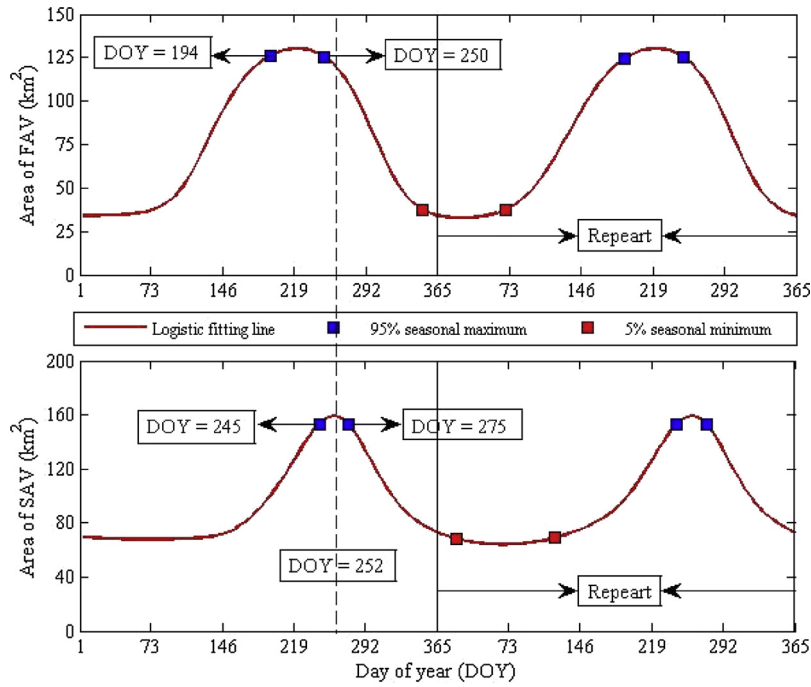 150
125
100
75
50
25
0
Area of FAV (km²)
DOY = 194
DOY = 250
Repeart
1 73 146 219 292 365 73 146 219 292 365
Logistic fitting line 95% seasonal maximum 5% seasonal minimum
200
160
120
80
40
0
Area of SAV (km²)
DOY = 245
DOY = 275
DOY = 252
Repeart
1 73 146 219 292 365 73 146 219 292 365
Day of year (DOY)